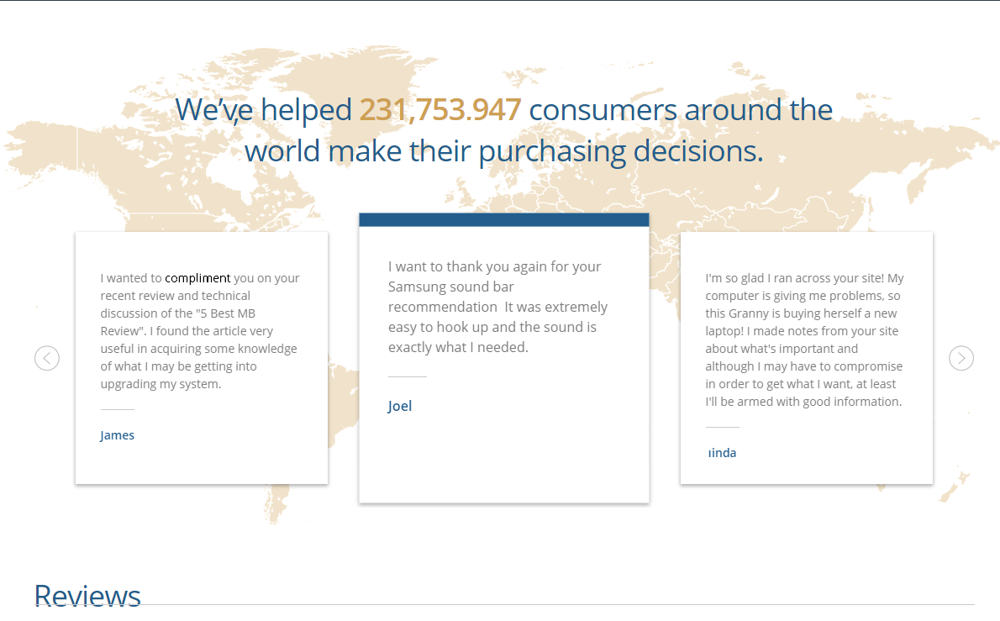 We’v,e helped 231,753.947 consumers around the
world make their purchasing decisions.
I wanted to compliment you on your
recent review and technical
discussion of the "5 Best MB
Review". I found the article very
useful in acquiring some knowledge
of what I may be getting into
upgrading my system.
James
I want to thank you again for your
Samsung sound bar
recommendation It was extremely
easy to hook up and the sound is
exactly what I needed.
Joel
I'm so glad I ran across your site! My
computer is giving me problems, so
this Granny is buying herself a new
laptop! I made notes from your site
about what's important and
although I may have to compromise
in order to get what I want, at least
I'll be armed with good information.
ıinda
Reviews